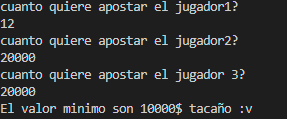 cuanto quiere apostar el jugador1?
12
cuanto quiere apostar el jugador2?
20000
cuanto quiere apostar el jugador 3?
20000
El valor minimo son 10000$ tacaño :v